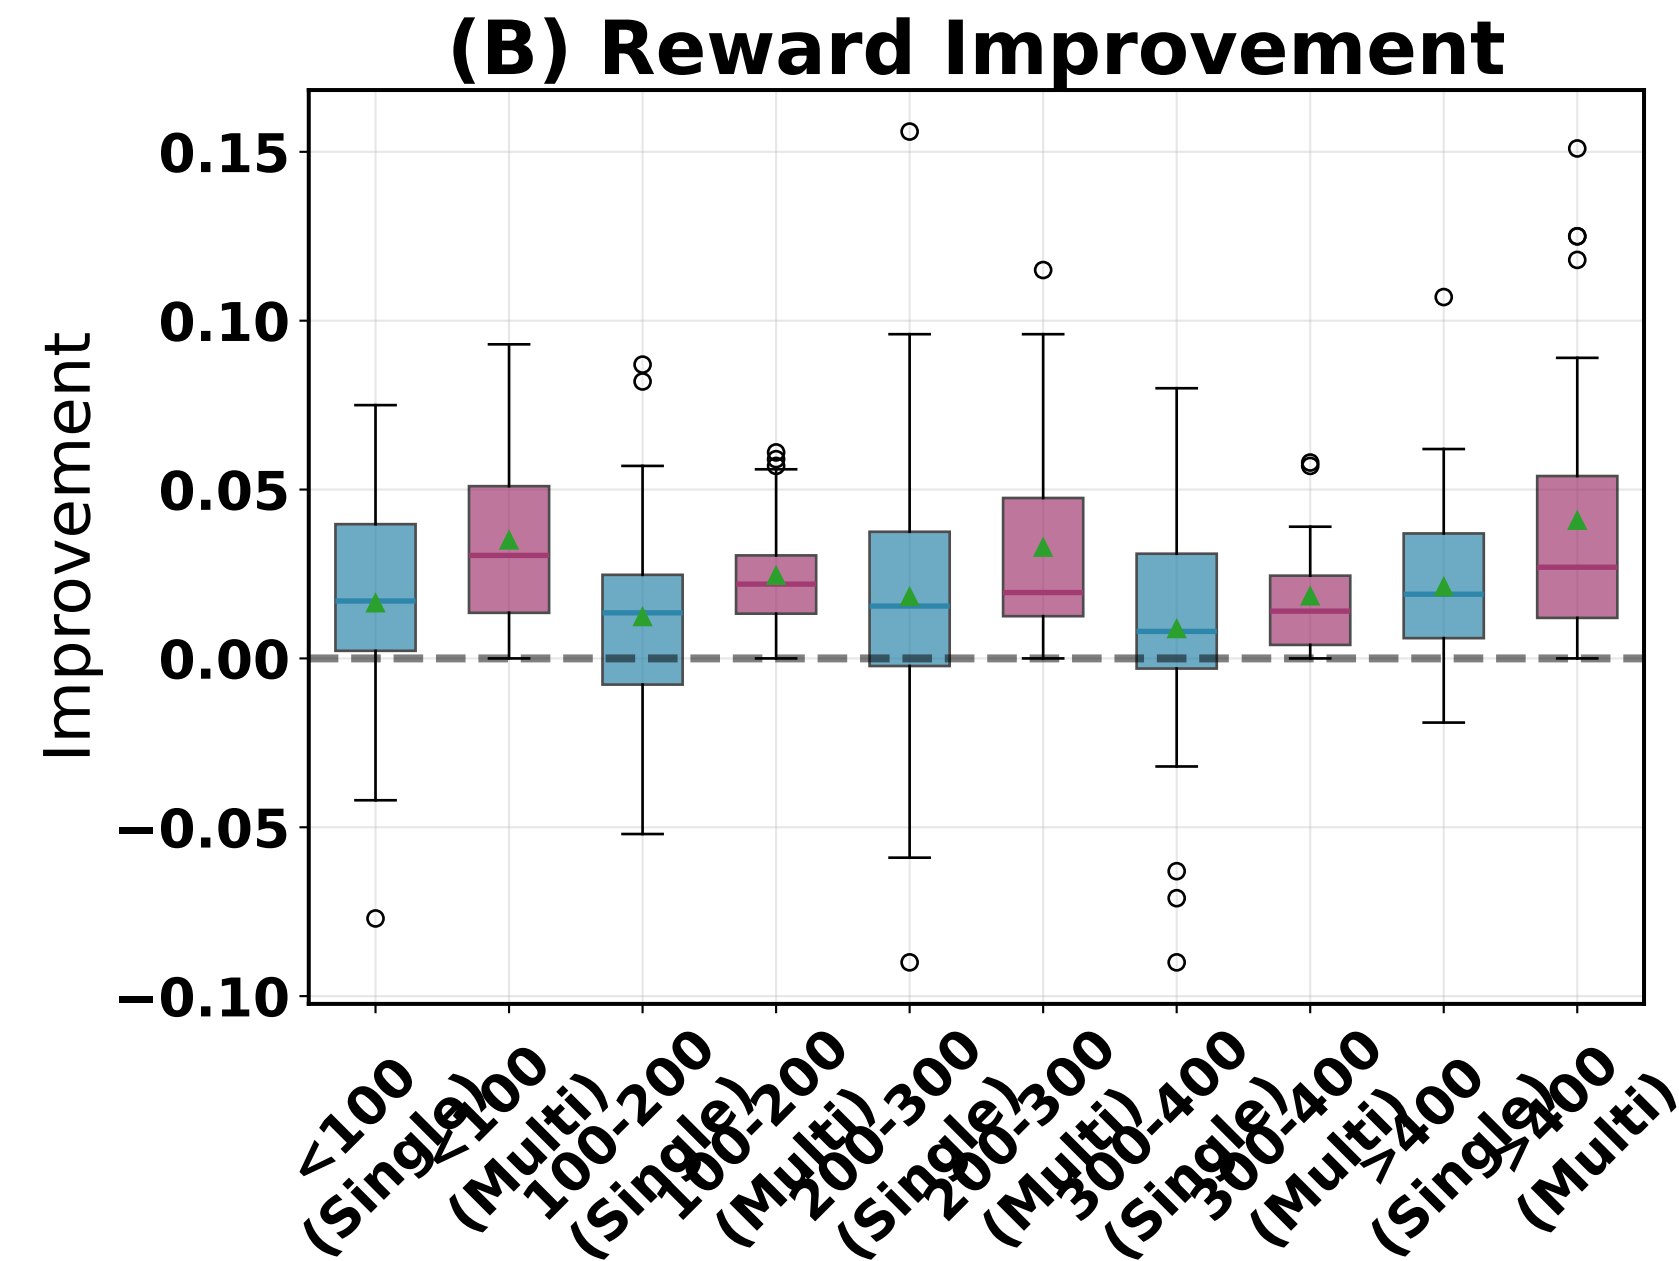 (B) Reward Improvement
Improvement
0.15
0.10
0.05
0.00
−0.05
−0.10
<100
(Single)
<100
(Multi)
100-200
(Single)
100-200
(Multi)
200-300
(Single)
200-300
(Multi)
300-400
(Single)
300-400
(Multi)
>400
(Single)
>400
(Multi)